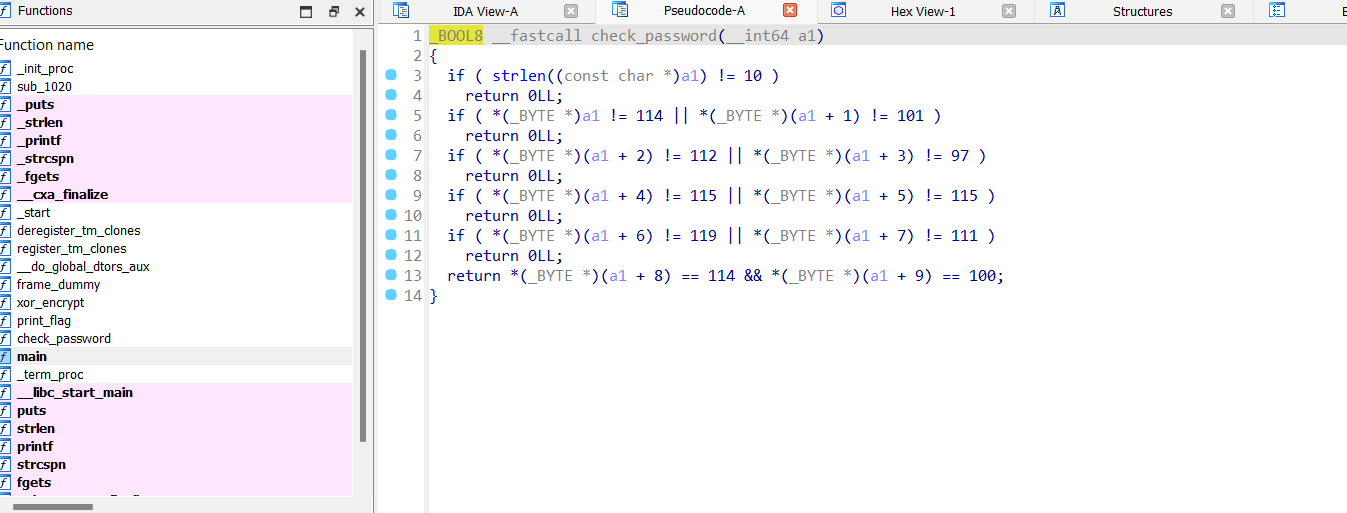 Functions
Function name
_init_proc
sub_1020
_puts
_strlen
_printf
_strcspn
_fgets
__cxa_finalize
_start
deregister_tm_clones
register_tm_clones
__do_global_dtors_aux
frame_dummy
xor_encrypt
print_flag
check_password
main
_term_proc
__libc_start_main
puts
strlen
printf
strcspn
fgets
IDA View-A Pseudocode-A Hex View-1 Structures
1 _BOOL8 __fastcall check_password(__int64 a1)
2 {
3   if ( strlen((const char *)a1) != 10 )
4     return 0LL;
5   if ( *(_BYTE *)a1 != 114 || *(_BYTE *)(a1 + 1) != 101 )
6     return 0LL;
7   if ( *(_BYTE *)(a1 + 2) != 112 || *(_BYTE *)(a1 + 3) != 97 )
8     return 0LL;
9   if ( *(_BYTE *)(a1 + 4) != 115 || *(_BYTE *)(a1 + 5) != 115 )
10     return 0LL;
11   if ( *(_BYTE *)(a1 + 6) != 119 || *(_BYTE *)(a1 + 7) != 111 )
12     return 0LL;
13   return *(_BYTE *)(a1 + 8) == 114 && *(_BYTE *)(a1 + 9) == 100;
14 }